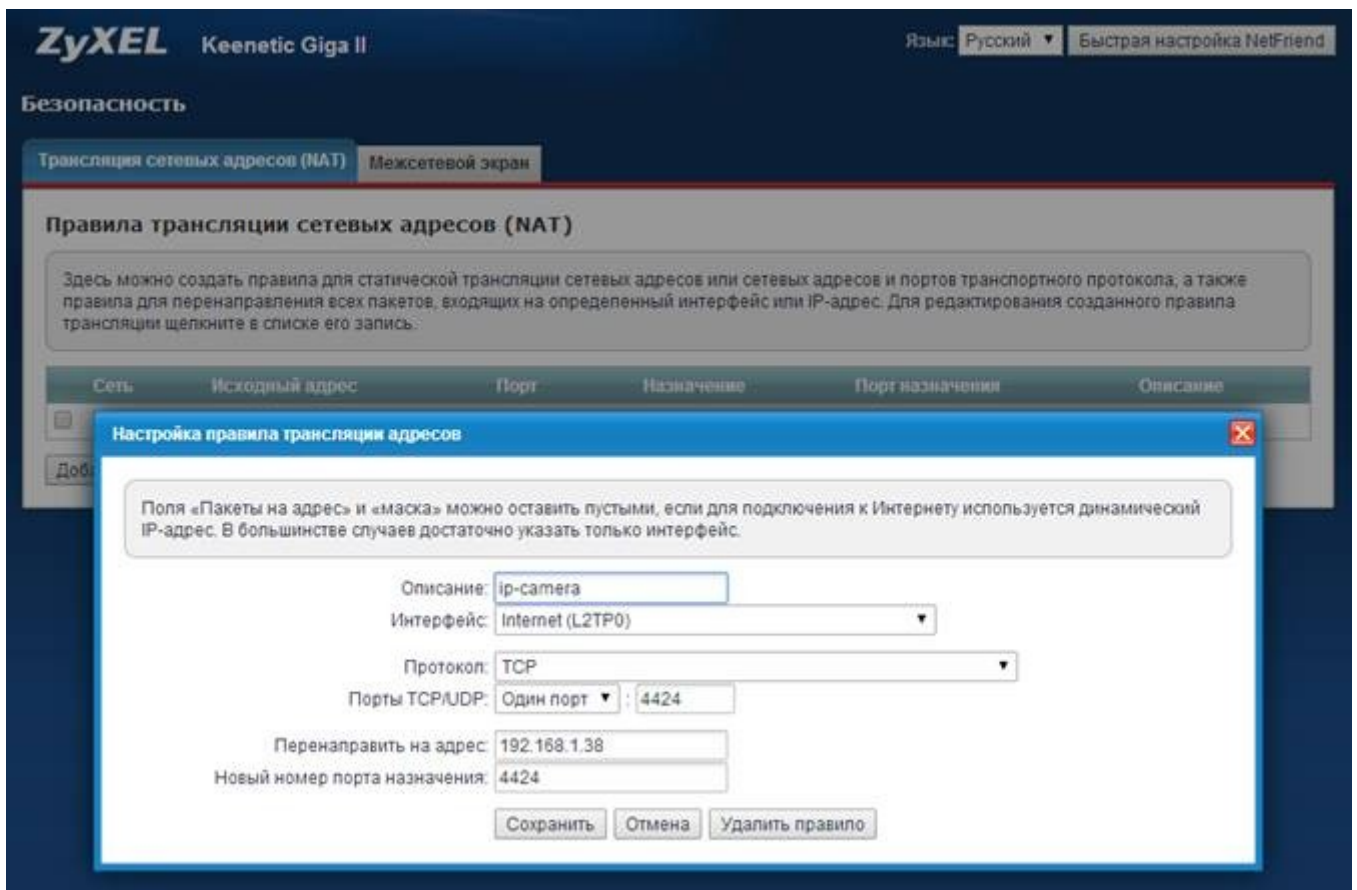 ZyXEL Keenetic Giga II
Язык: Русский Быстрая настройка NetFriend
Безопасность
Трансляция сетевых адресов (NAT) Межсетевой экран
Правила трансляции сетевых адресов (NAT)
Здесь можно создать правила для статической трансляции сетевых адресов или сетевых адресов и портов транспортного протокола, а также
правила для перенаправления всех пакетов, входящих на определенный интерфейс или IP-адрес. Для редактирования созданного правила
трансляции щелкните в списке его запись.
Сеть Исходный адрес Порт Назначение Порт назначения Описание
Доба
Настройка правила трансляции адресов
Поля «Пакеты на адрес» и «маска» можно оставить пустыми, если для подключения к Интернету используется динамический
IP-адрес. В большинстве случаев достаточно указать только интерфейс.
Описание: ip-camera
Интерфейс: Internet (L2TP0)
Протокол: TCP
Порты TCP/UDP: Один порт : 4424
Перенаправить на адрес: 192.168.1.38
Новый номер порта назначения: 4424
Сохранить Отмена Удалить правило